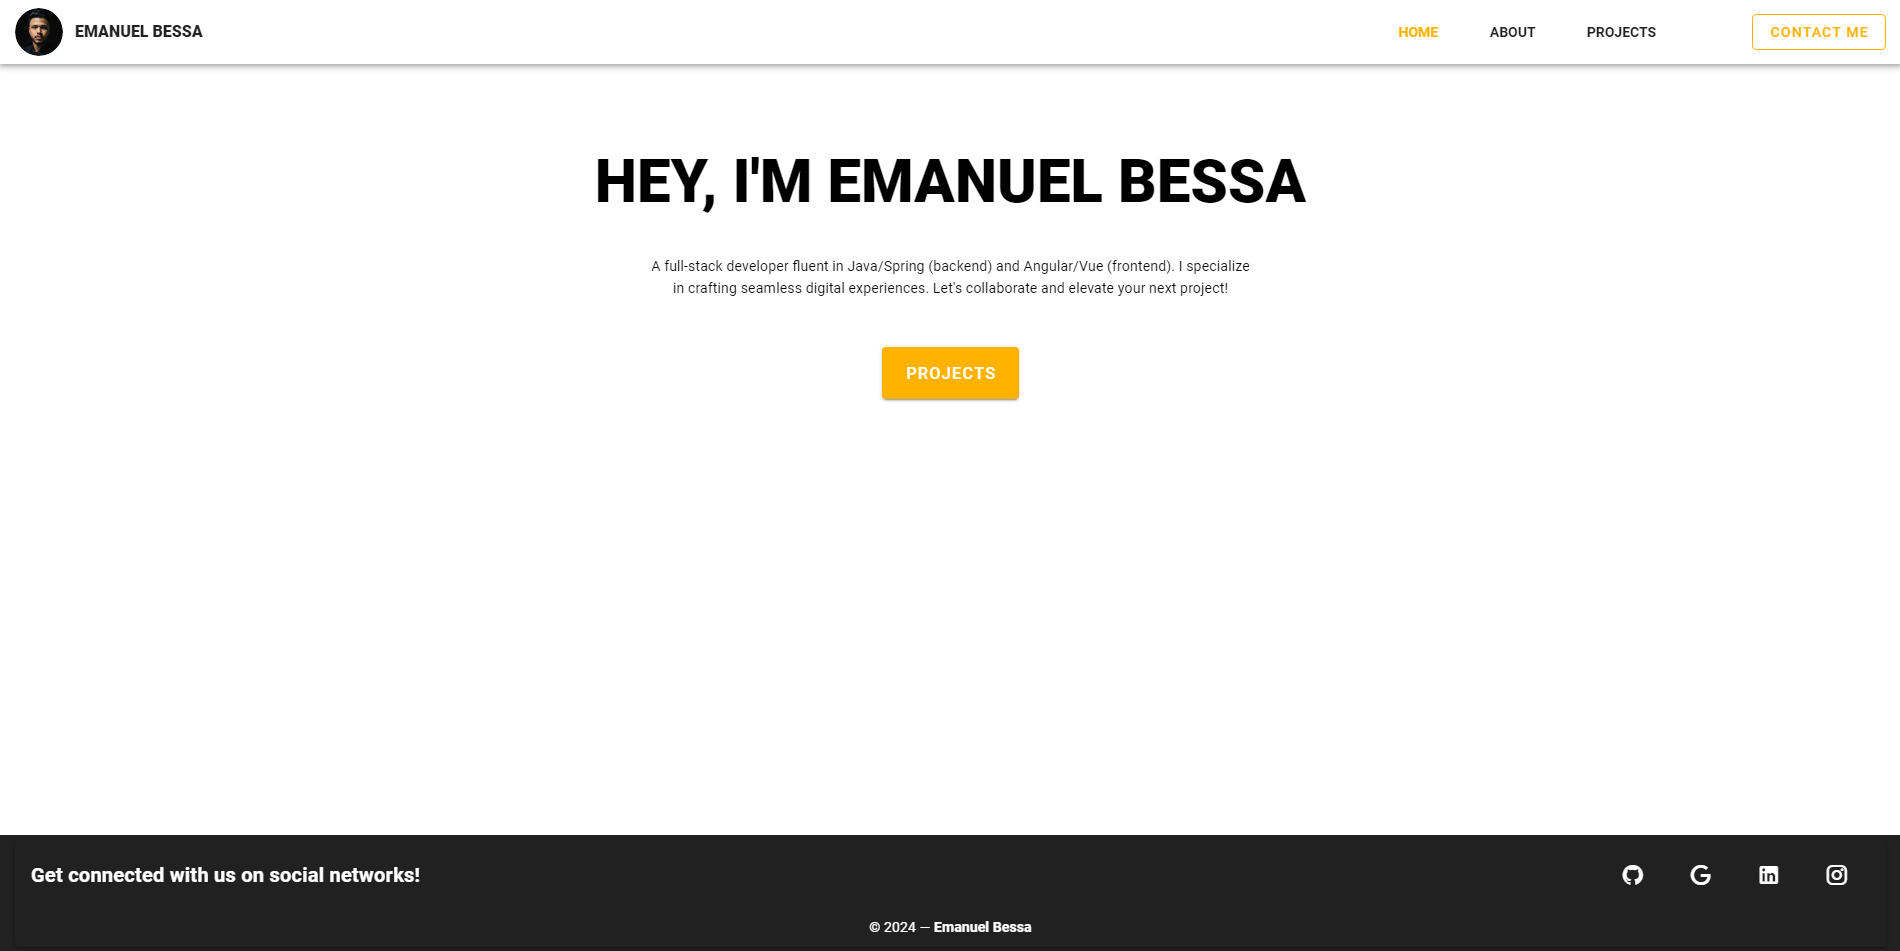 EMANUEL BESSA
HOME
ABOUT
PROJECTS
CONTACT ME
HEY, I'M EMANUEL BESSA
A full-stack developer fluent in Java/Spring (backend) and Angular/Vue (frontend). I specialize
in crafting seamless digital experiences. Let's collaborate and elevate your next project!
PROJECTS
Get connected with us on social networks!
© 2024 — Emanuel Bessa